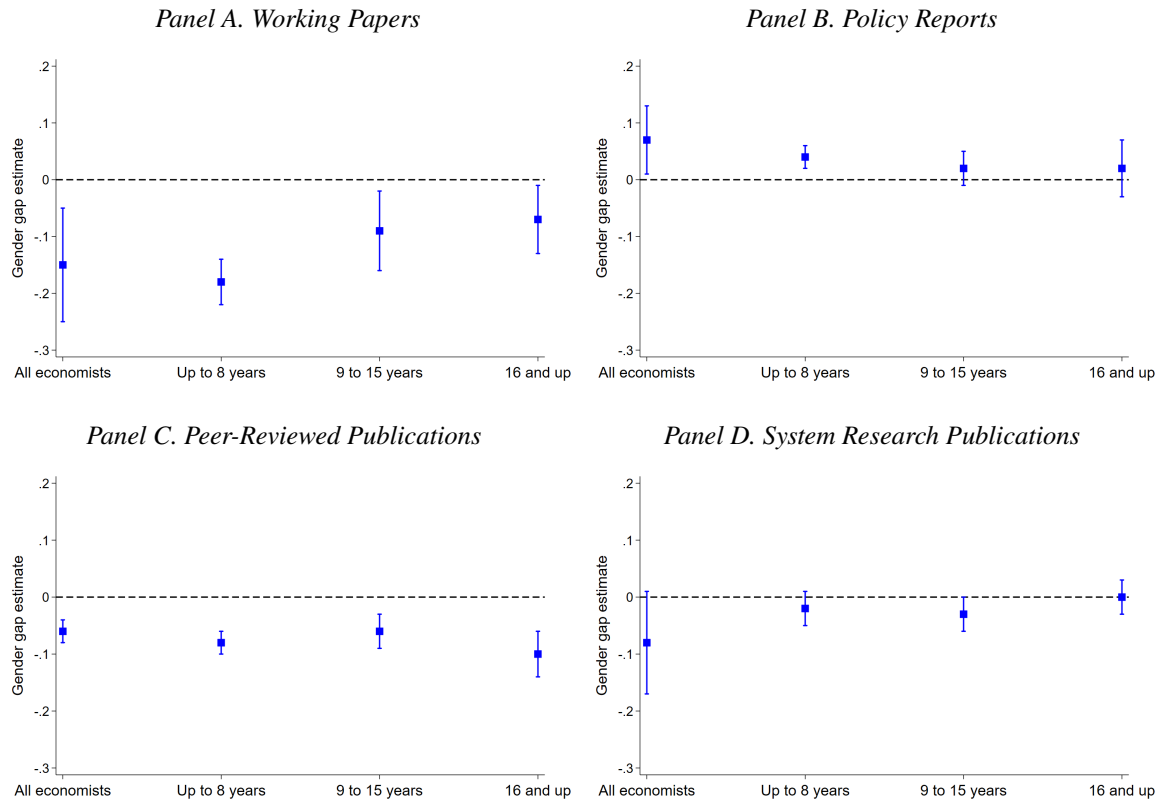 Panel A. Working Papers
Gender gap estimate
.2
.1
0
-.1
-.2
-.3
All economists Up to 8 years 9 to 15 years 16 and up
Panel B. Policy Reports
Gender gap estimate
.2
.1
0
-.1
-.2
-.3
All economists Up to 8 years 9 to 15 years 16 and up
Panel C. Peer-Reviewed Publications
Gender gap estimate
.2
.1
0
-.1
-.2
-.3
All economists Up to 8 years 9 to 15 years 16 and up
Panel D. System Research Publications
Gender gap estimate
.2
.1
0
-.1
-.2
-.3
All economists Up to 8 years 9 to 15 years 16 and up